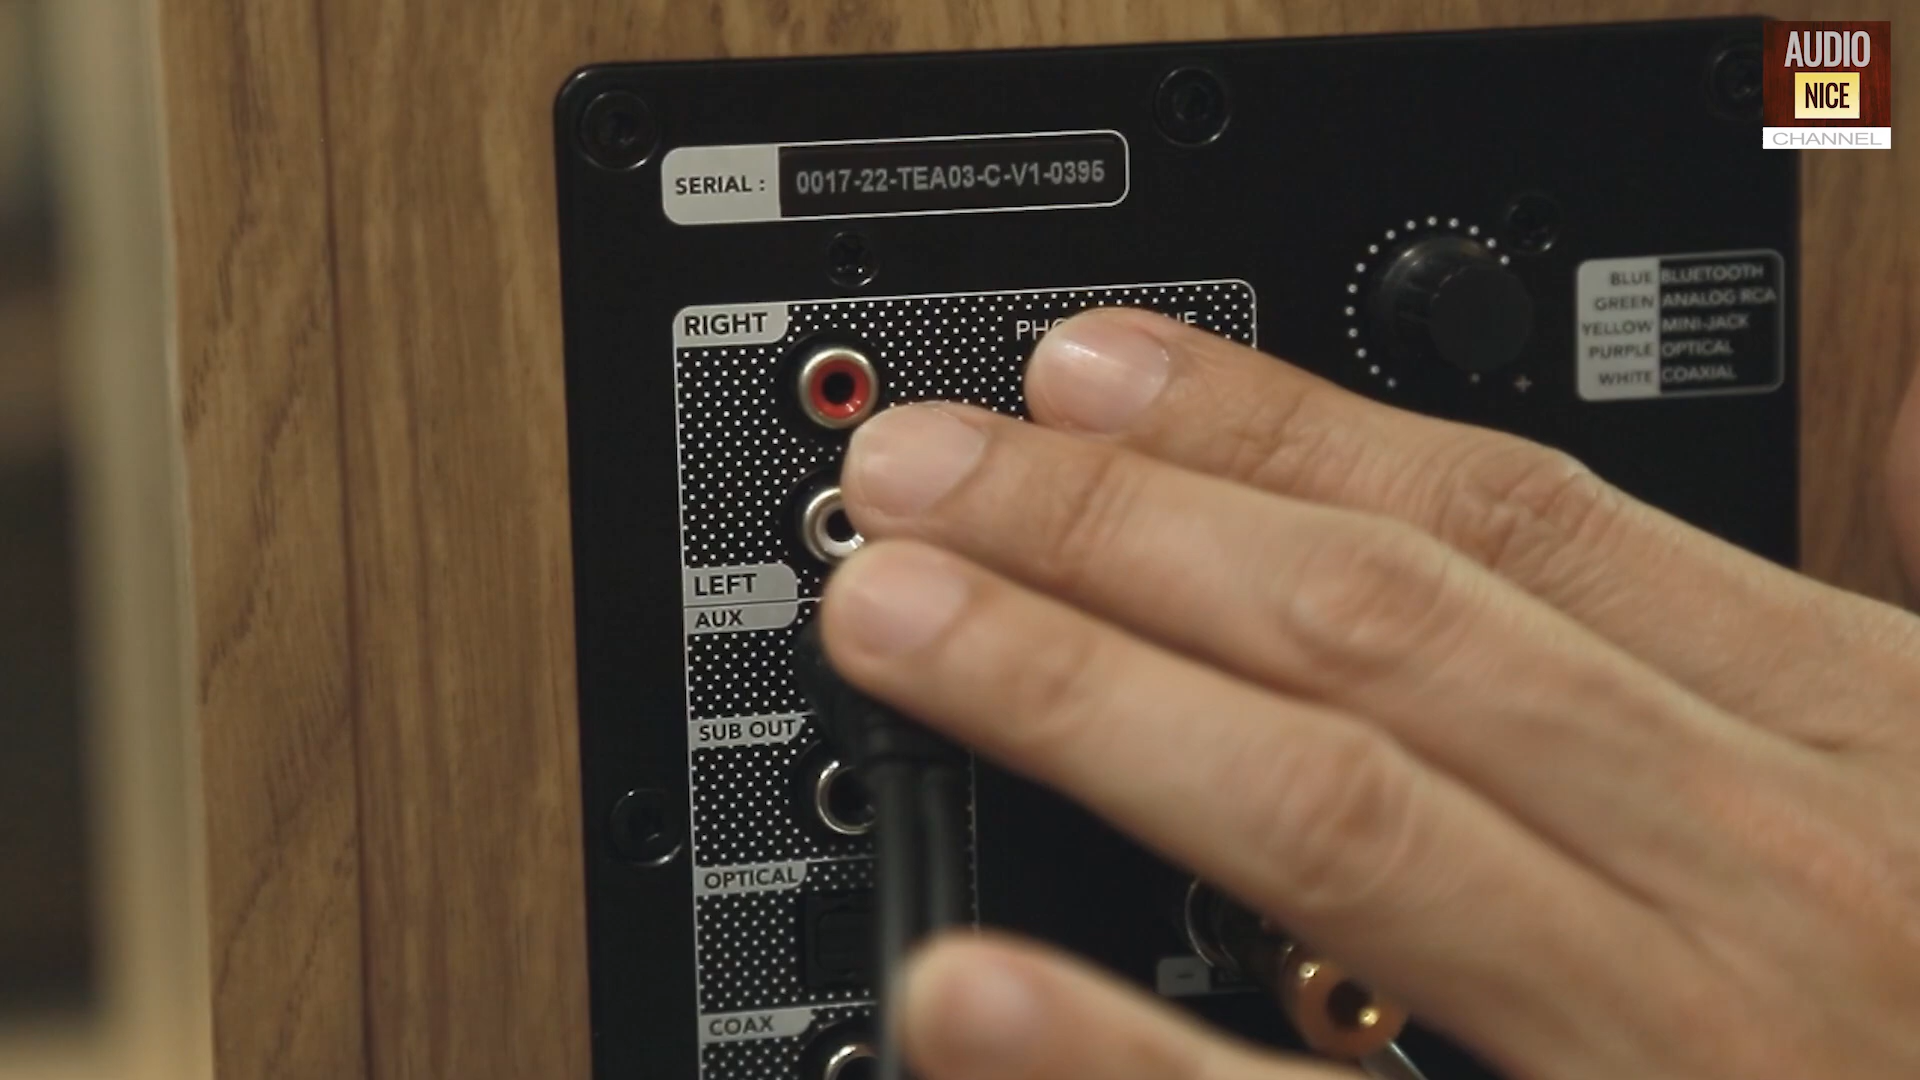 AUDIO
NICE
CHANNEL
SERIAL : 0017-22-TEA03-C-V1-0395
RIGHT
LEFT
AUX
SUB OUT
OPTICAL
COAX
BLUE BLUETOOTH
GREEN ANALOG RCA
YELLOW MINI-JACK
PURPLE OPTICAL
WHITE COAXIAL
- +